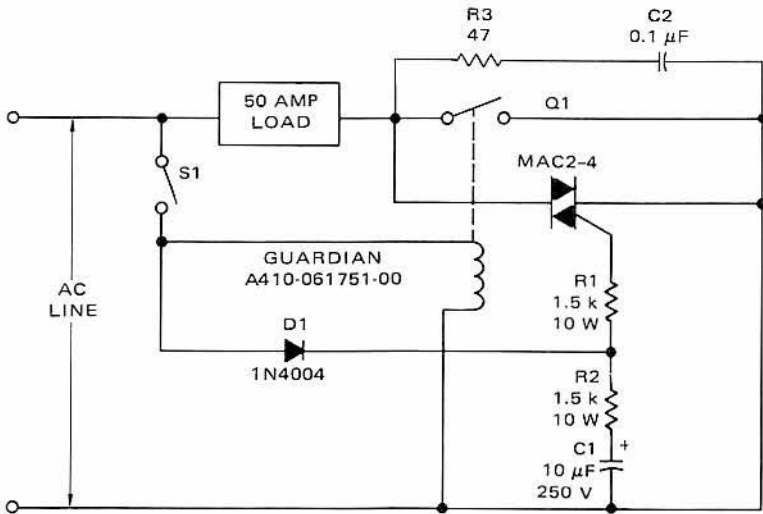 R3
47
C2
0.1 μF
50 AMP
LOAD
Q1
S1
MAC2-4
GUARDIAN
A410-061751-00
AC
LINE
R1
1.5 k
10 W
D1
1N4004
R2
1.5 k
10 W
C1 +
10 μF
250 V